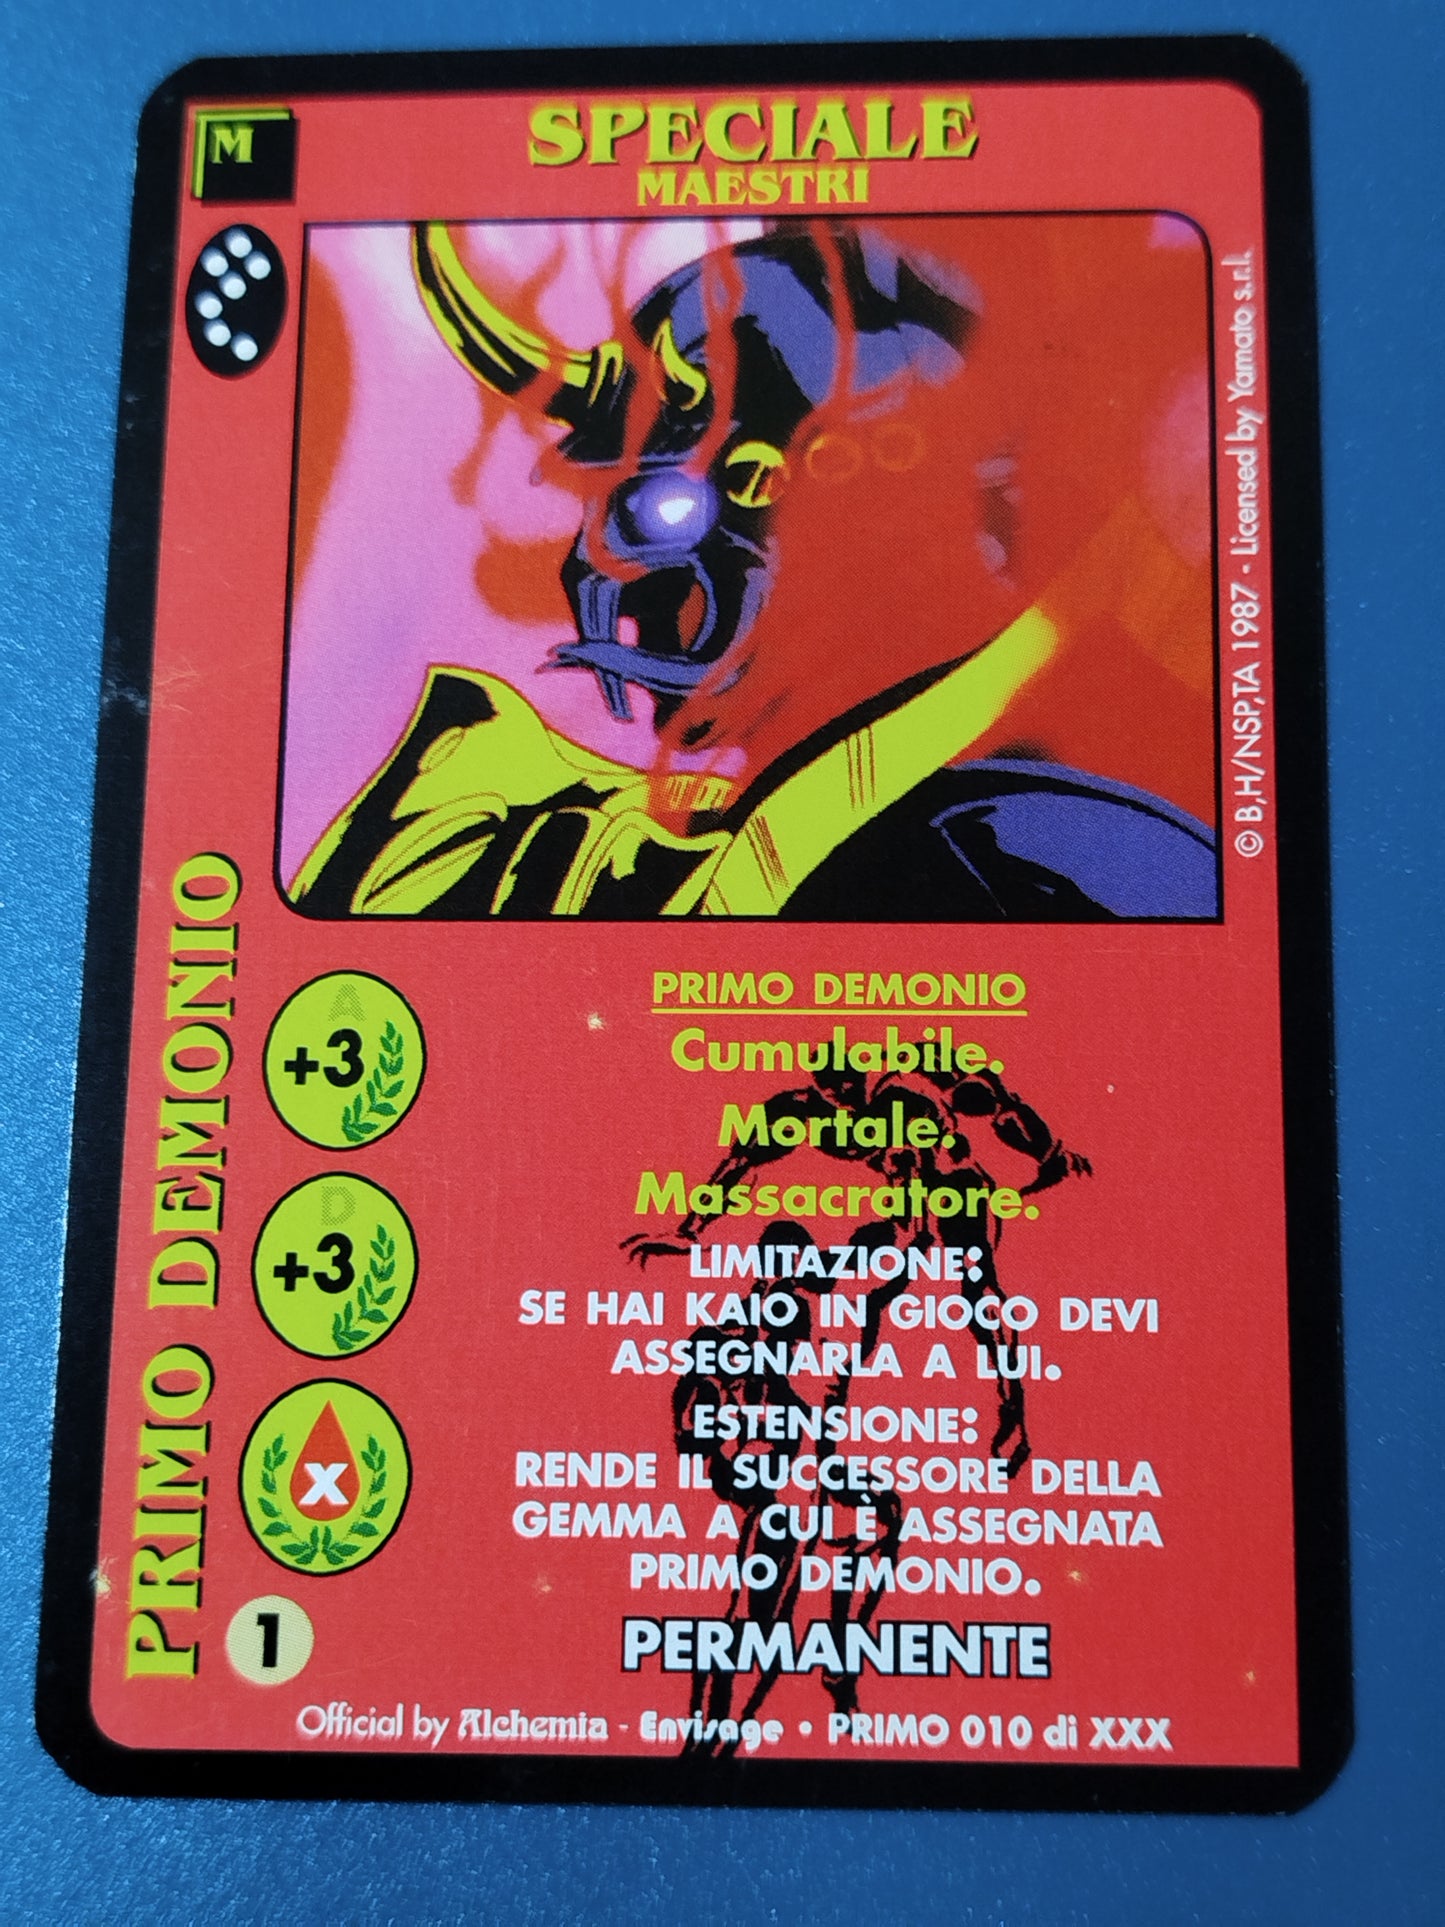 M
SPECIALE
MAESTRI
© B,H/NSP,TA 1987 - Licensed by Yamato s.r.l.
PRIMO DEMONIO
A
+3
D
+3
X
1
PRIMO DEMONIO
Cumulabile.
Mortale.
Massacratore.
LIMITAZIONE:
SE HAI KAIO IN GIOCO DEVI
ASSEGNARLA A LUI.
ESTENSIONE:
RENDE IL SUCCESSORE DELLA
GEMMA A CUI È ASSEGNATA
PRIMO DEMONIO.
PERMANENTE
Official by Alchemia - Envisage • PRIMO 010 di XXX